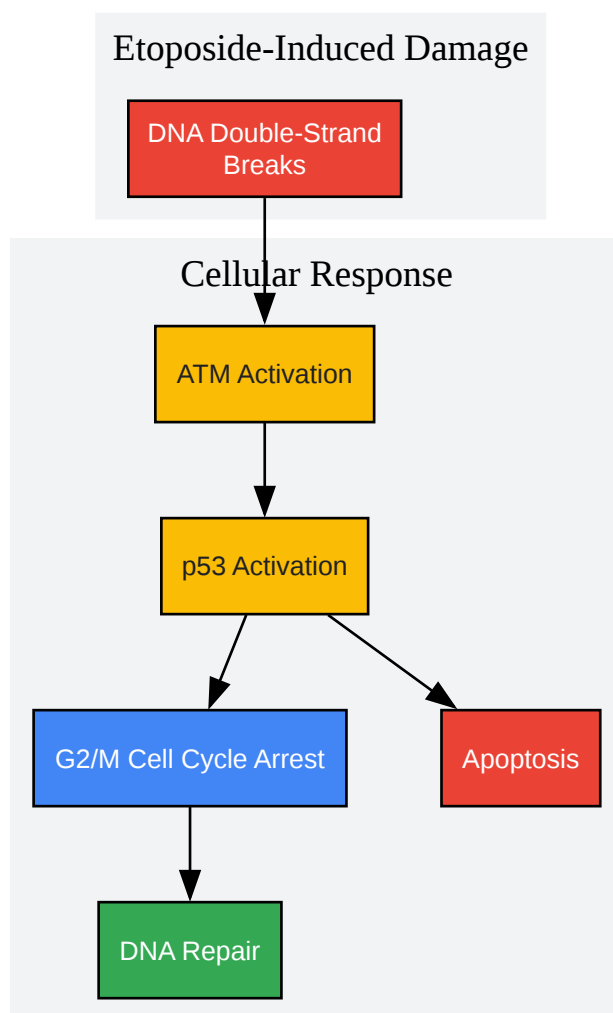 Etoposide-Induced Damage
DNA Double-Strand
Breaks
Cellular Response
ATM Activation
p53 Activation
G2/M Cell Cycle Arrest
Apoptosis
DNA Repair